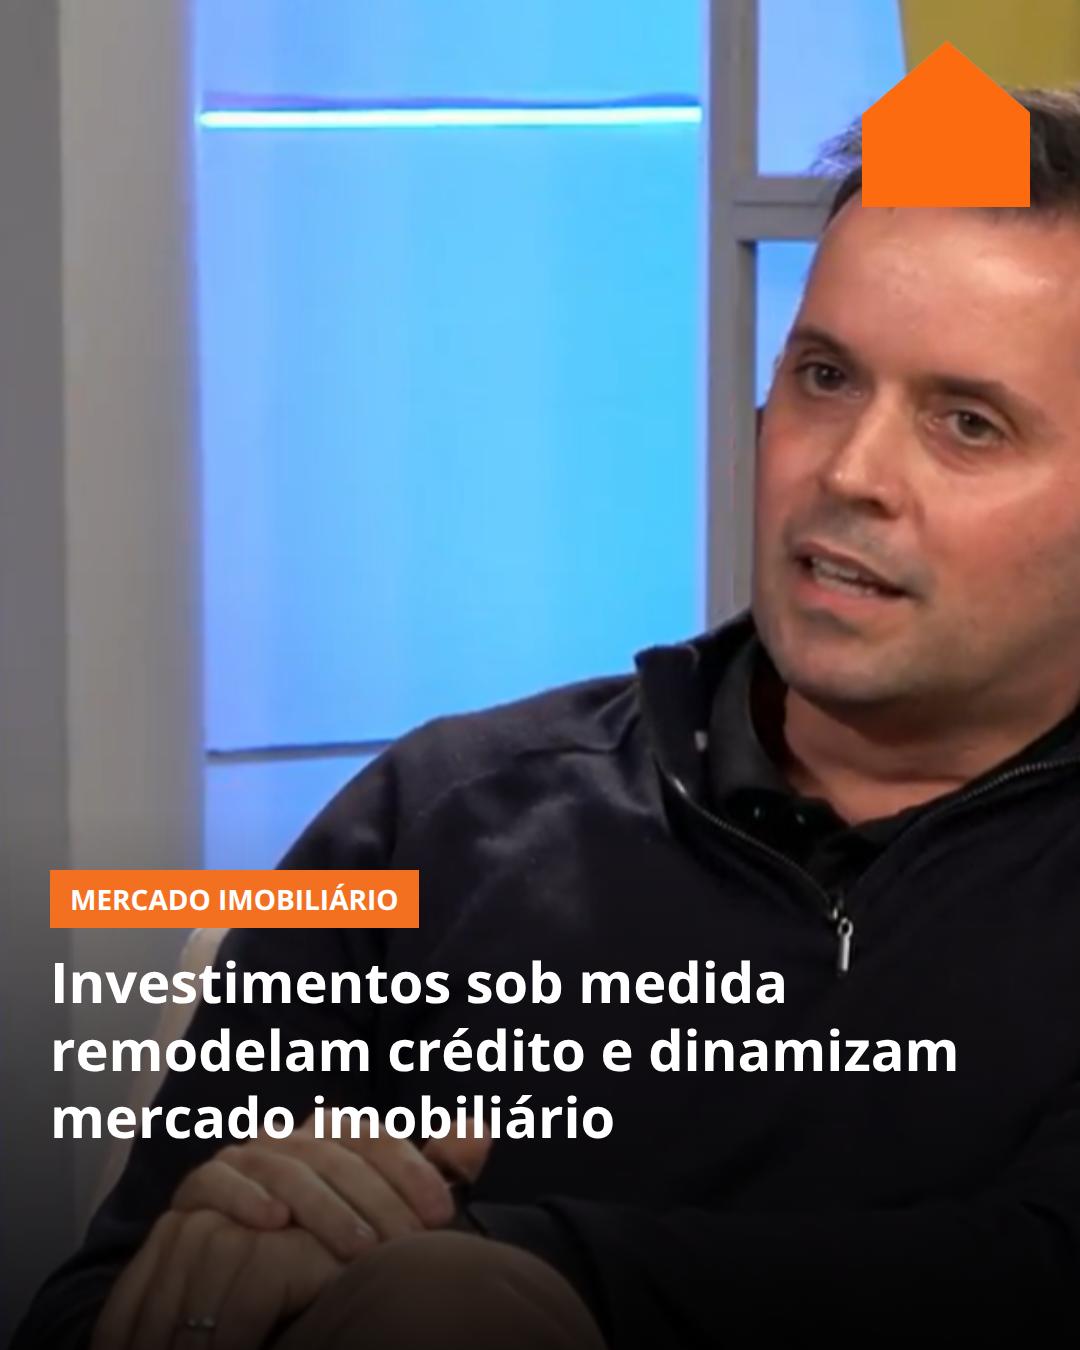 MERCADO IMOBILIÁRIO
Investimentos sob medida
remodelam crédito e dinamizam
mercado imobiliário